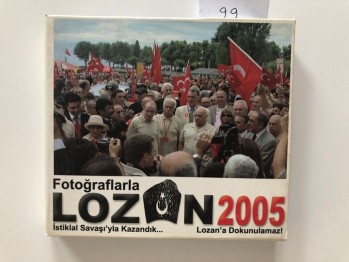 99
Fotoğraflarla
LOZAN 2005
İstiklal Savaşı'yla Kazandık... Lozan'a Dokunulamaz!